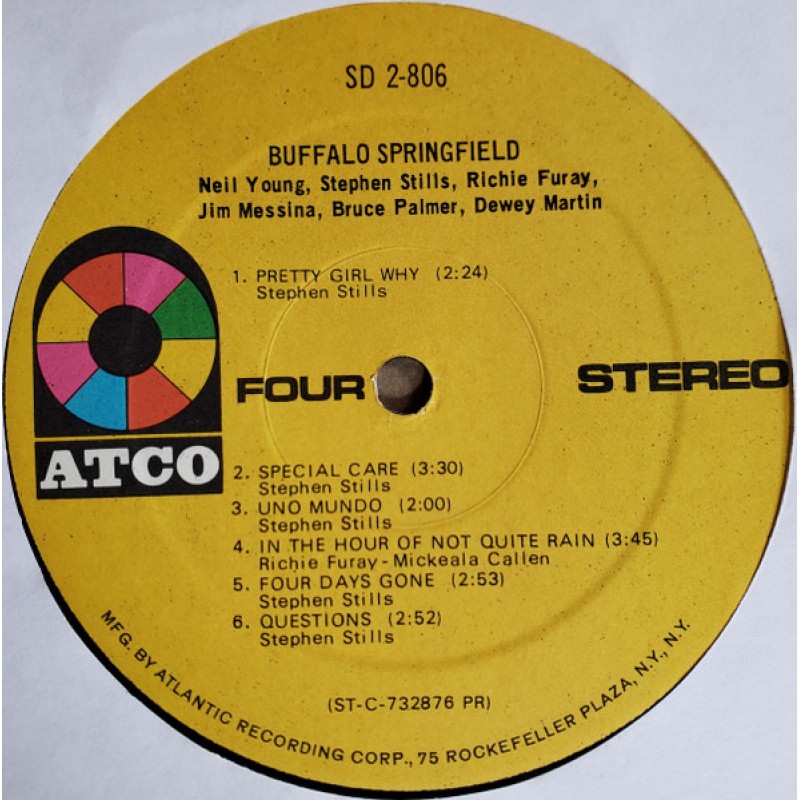 SD 2-806
BUFFALO SPRINGFIELD
Neil Young, Stephen Stills, Richie Furay,
Jim Messina, Bruce Palmer, Dewey Martin
1. PRETTY GIRL WHY (2:24)
Stephen Stills
FOUR
STEREO
ATCO
2. SPECIAL CARE (3:30)
Stephen Stills
3. UNO MUNDO (2:00)
Stephen Stills
4. IN THE HOUR OF NOT QUITE RAIN (3:45)
Richie Furay - Mickeala Callen
5. FOUR DAYS GONE (2:53)
Stephen Stills
6. QUESTIONS (2:52)
Stephen Stills
(ST-C-732876 PR)
MFG. BY ATLANTIC RECORDING CORP., 75 ROCKEFELLER PLAZA, N.Y., N.Y.